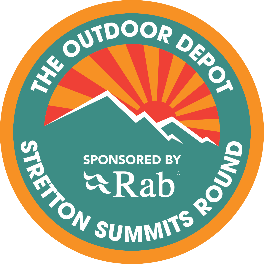 THE OUTDOOR DEPOT
SPONSORED BY
Rab
STRETTON SUMMITS ROUND